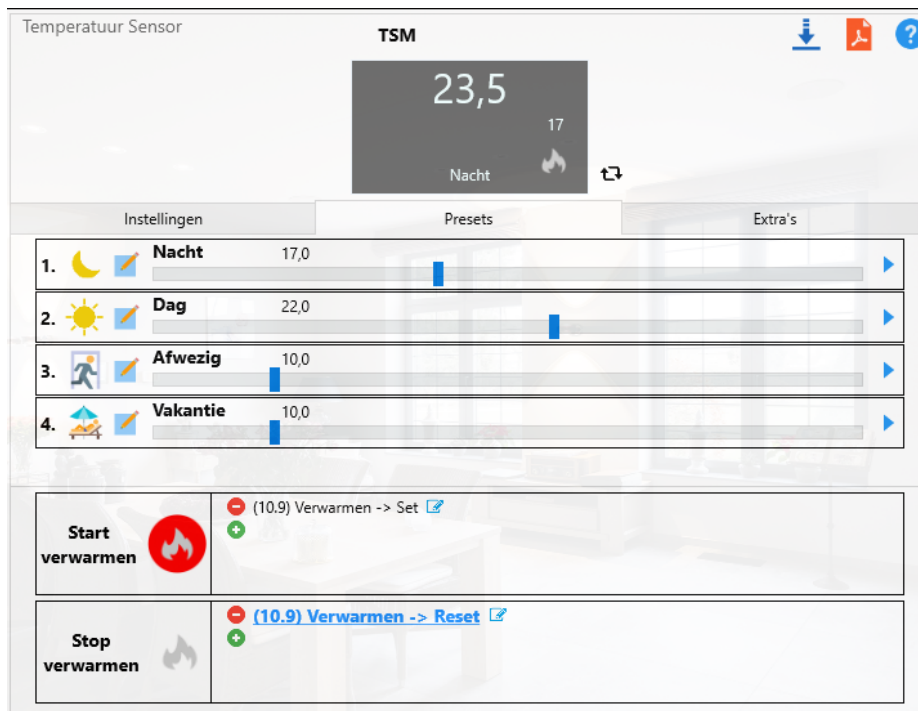 Temperatuur Sensor
TSM
?
23,5
17
Nacht
Instellingen
Presets
Extra's
1. Nacht 17,0
2. Dag 22,0
3. Afwezig 10,0
4. Vakantie 10,0
Start
verwarmen
(10.9) Verwarmen -> Set
Stop
verwarmen
(10.9) Verwarmen -> Reset